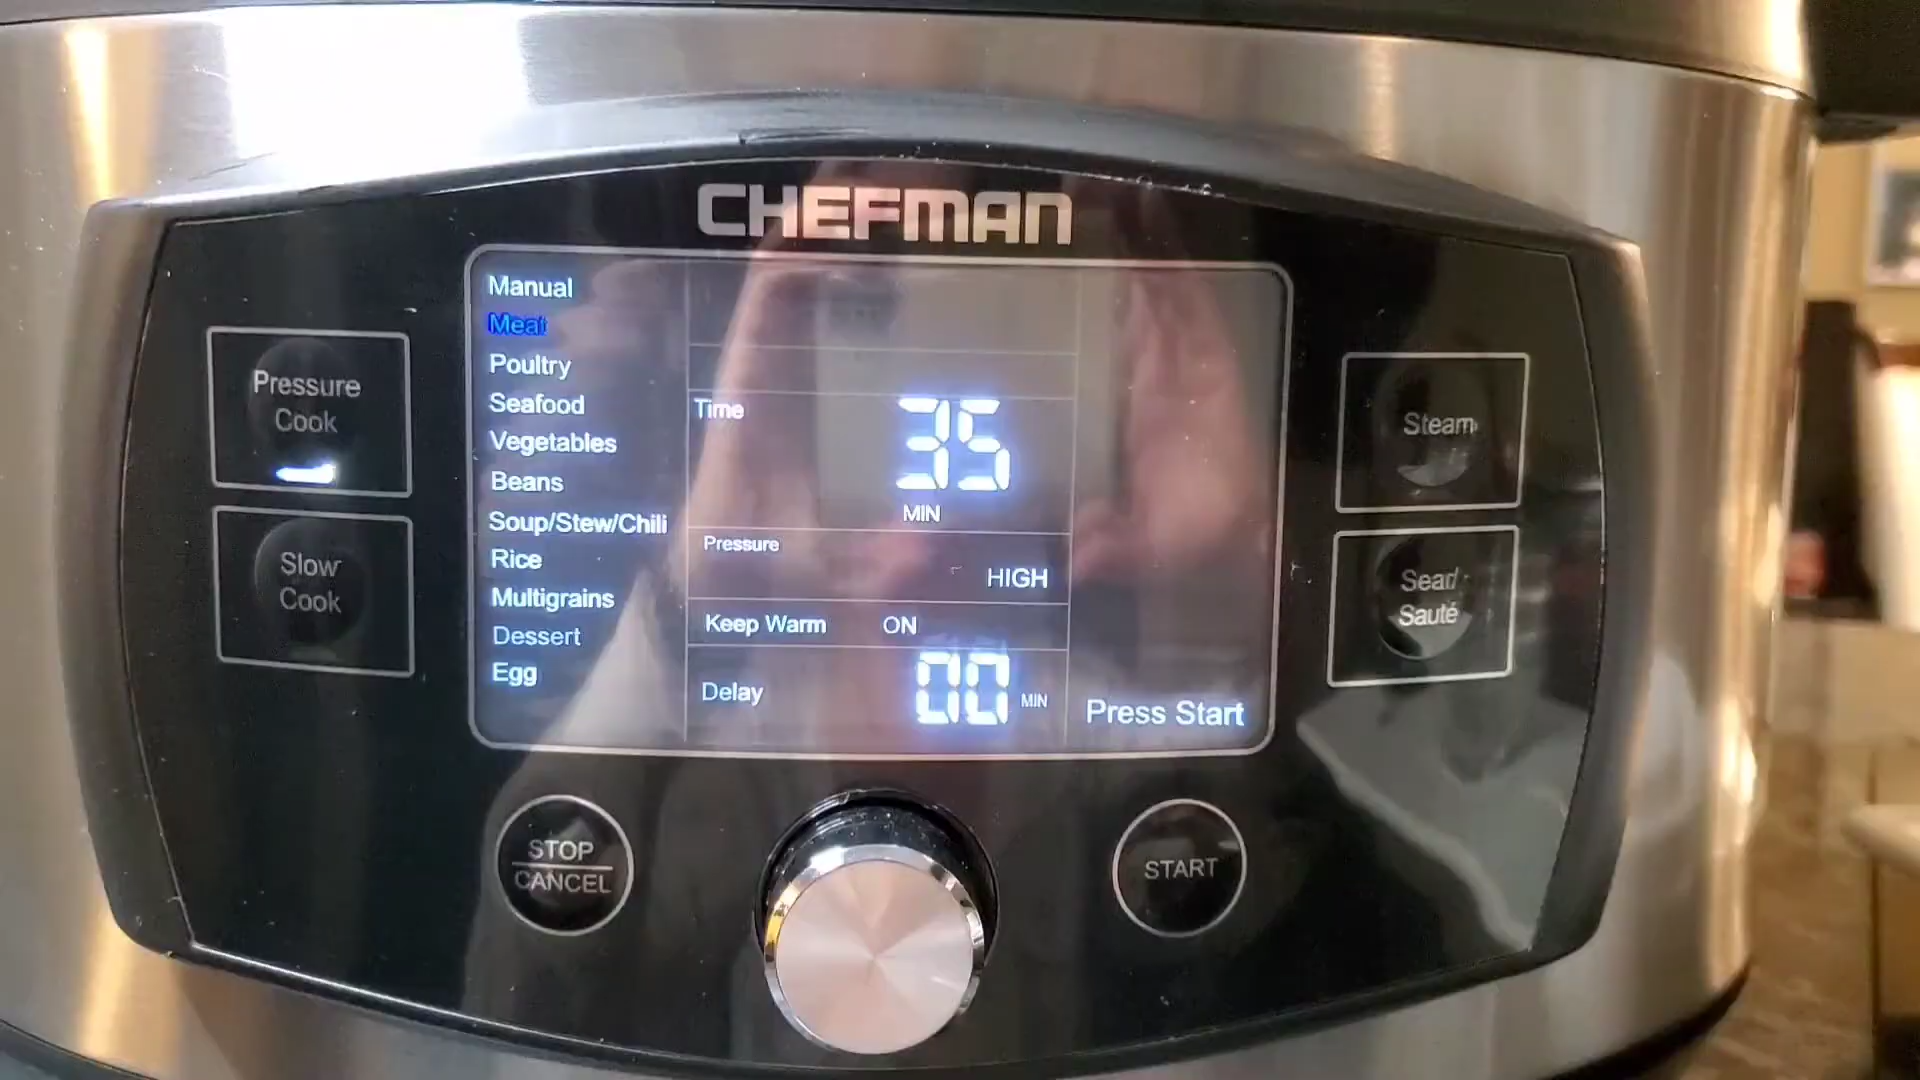 CHEFMAN
Pressure
Cook
Slow
Cook
Manual
Meat
Poultry
Seafood
Vegetables
Beans
Soup/Stew/Chili
Rice
Multigrains
Dessert
Egg
Time
35
MIN
Pressure
HIGH
Keep Warm ON
Delay 00 MIN
Press Start
Steam
Sear/
Sauté
STOP
CANCEL
START